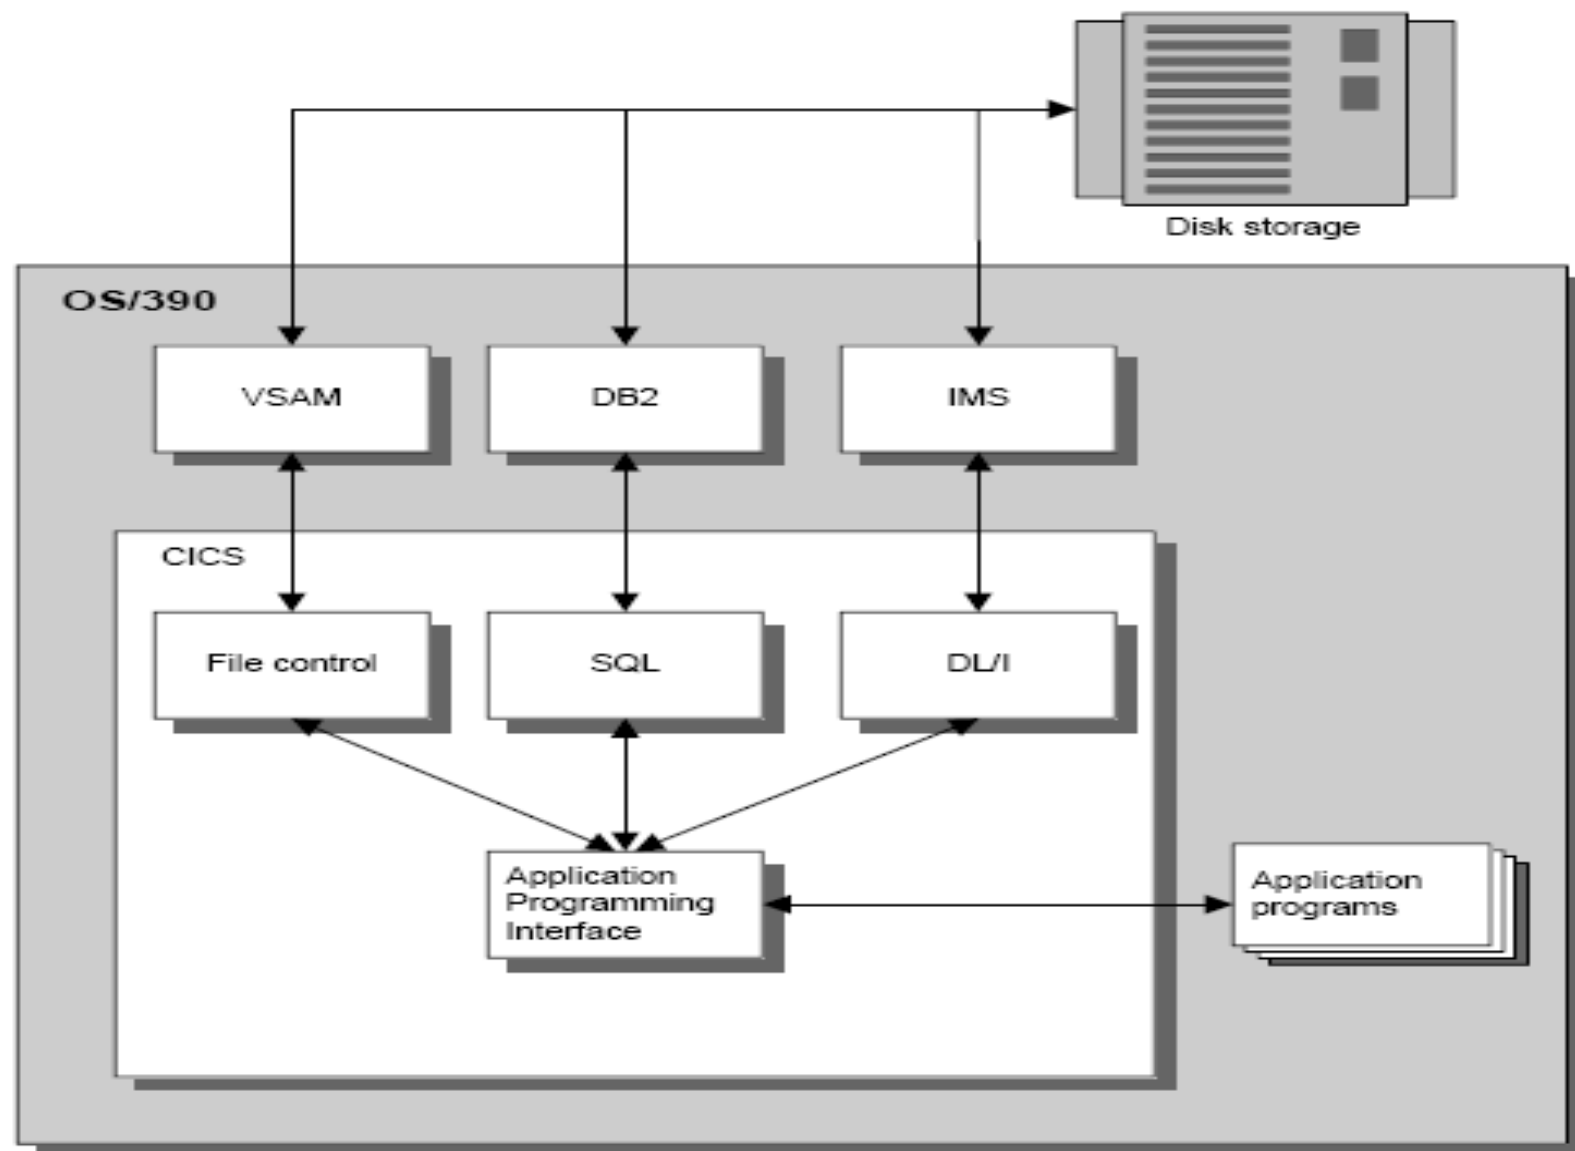 Disk storage
OS/390
VSAM
DB2
IMS
CICS
File control
SQL
DL/I
Application
Programming
Interface
Application
programs